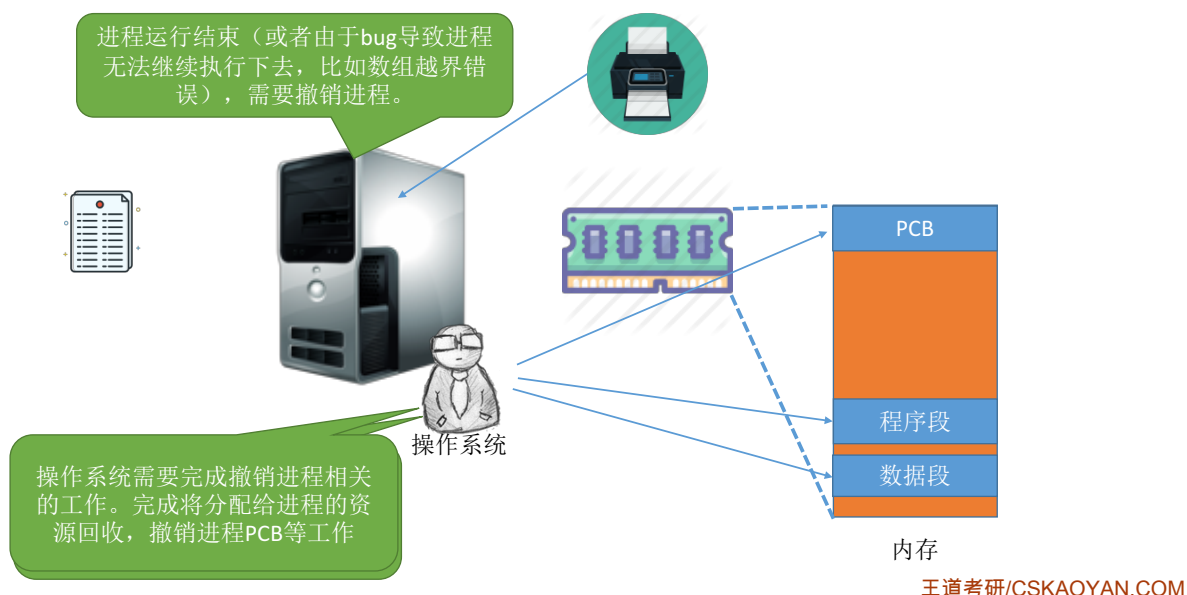 进程运行结束（或者由于bug导致进程
无法继续执行下去，比如数组越界错
误），需要撤销进程。
PCB
程序段
操作系统
数据段
操作系统需要完成撤销进程相关
的工作。完成将分配给进程的资
源回收，撤销进程PCB等工作
内存
王道考研/CSKAOYAN.COM